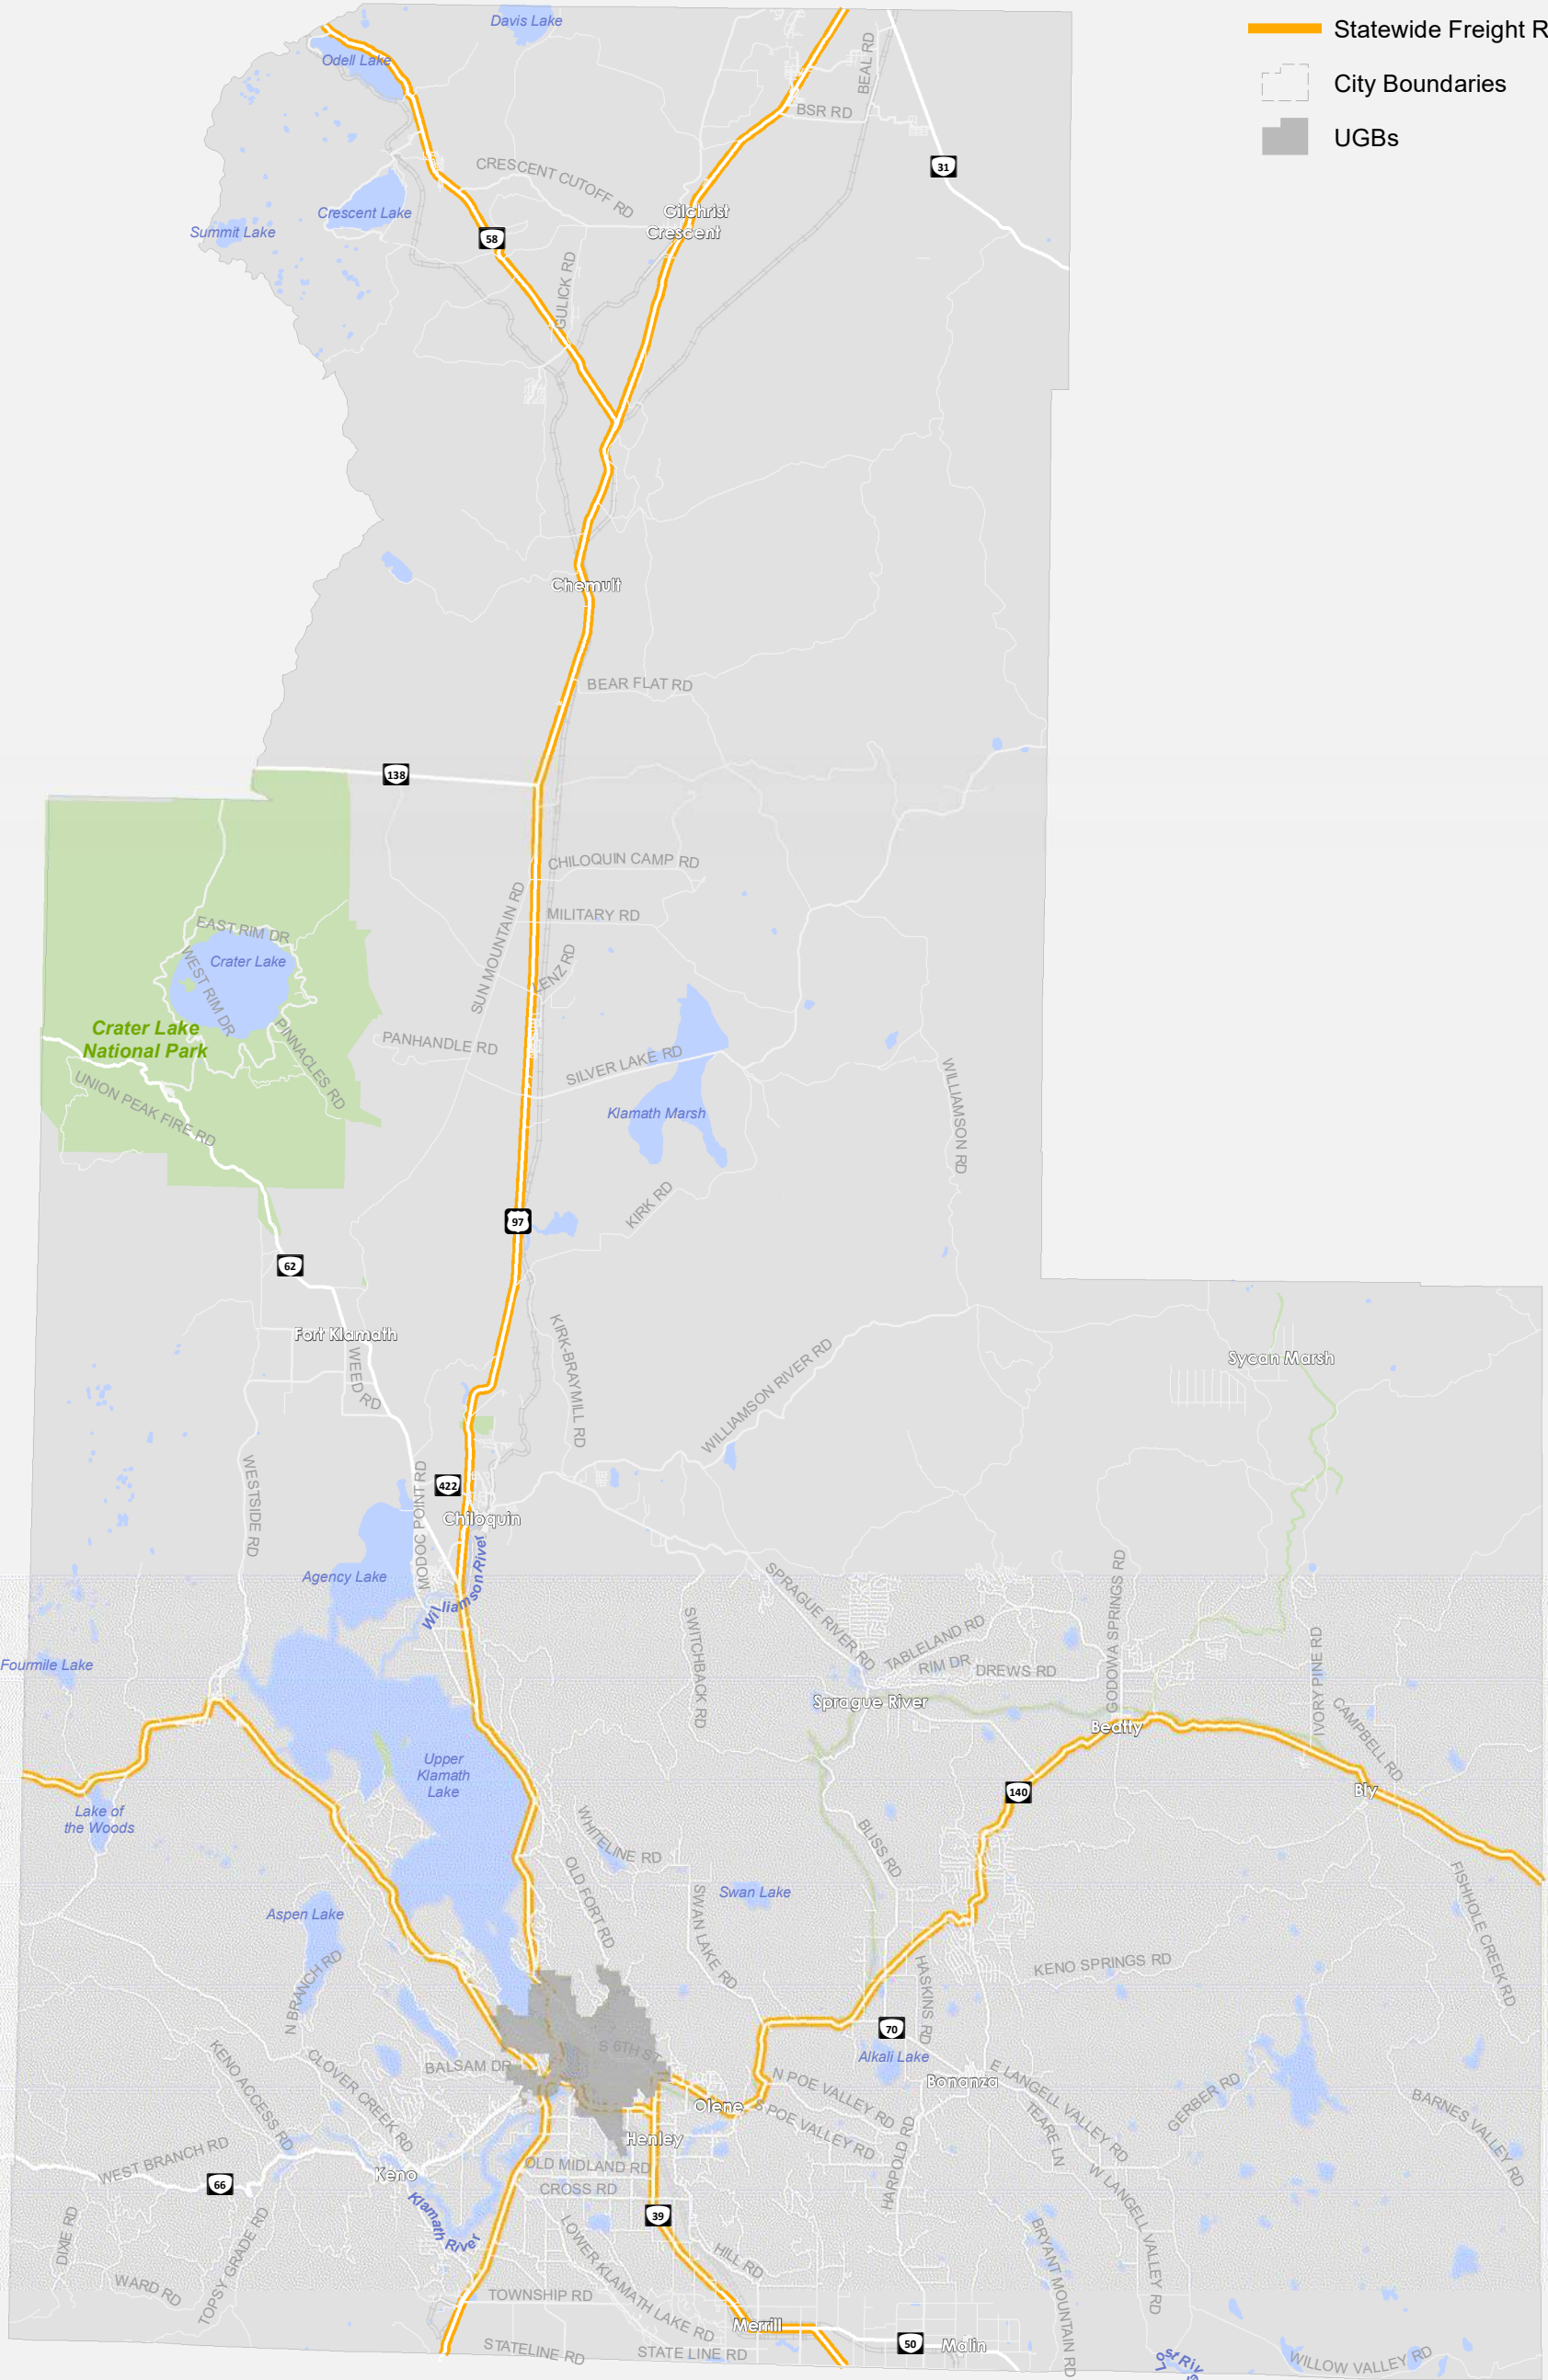 Statewide Freight R
City Boundaries
UGBs
Davis Lake
Odell Lake
BEAL RD
BSR RD
31
CRESCENT CUTOFF RD
Crescent Lake
Gilchrist
Summit Lake
Crescent
58
GULICK RD
Chemult
BEAR FLAT RD
138
CHILOQUIN CAMP RD
SUN MOUNTAIN RD
MILITARY RD
EAST RIM DR
Crater Lake
WEST RIM DR
LENZ RD
Crater Lake
National Park
PINNACLES RD
PANHANDLE RD
SILVER LAKE RD
UNION PEAK FIRE RD
Klamath Marsh
WILLIAMSON RD
KIRK RD
97
62
Fort Klamath
WEED RD
KIRK-BRAYMILL RD
WILLIAMSON RIVER RD
Sycan Marsh
WESTSIDE RD
MODOC POINT RD
422
Chiloquin
Agency Lake
Williamson River
SPRAGUE RIVER RD
SWITCHBACK RD
TABLELAND RD
RIM DR
DREWS RD
GODOWA SPRINGS RD
IVORY PINE RD
Fourmile Lake
Sprague River
Beatty
CAMPBELL RD
Upper
Klamath
Lake
140
Bly
Lake of
the Woods
WHITELINE RD
BLISS RD
OLD FORT RD
Swan Lake
SWAN LAKE RD
FISHHOLE CREEK RD
Aspen Lake
N BRANCH RD
KENO SPRINGS RD
HASKINS RD
70
S 6TH ST
Alkali Lake
KENO ACCESS RD
CLOVER CREEK RD
BALSAM DR
N POE VALLEY RD
Bonanza
E LANGELL VALLEY RD
GERBER RD
BARNES VALLEY RD
Olene
S POE VALLEY RD
TEARE LN
Henley
WEST BRANCH RD
66
Keno
OLD MIDLAND RD
CROSS RD
HARPOLD RD
W LANGELL VALLEY RD
39
Klamath River
DIXIE RD
TOPSY GRADE RD
LOWER KLAMATH LAKE RD
HILL RD
BRYANT MOUNTAIN RD
WARD RD
TOWNSHIP RD
Merrill
50
Malin
STATELINE RD
STATE LINE RD
WILLOW VALLEY RD